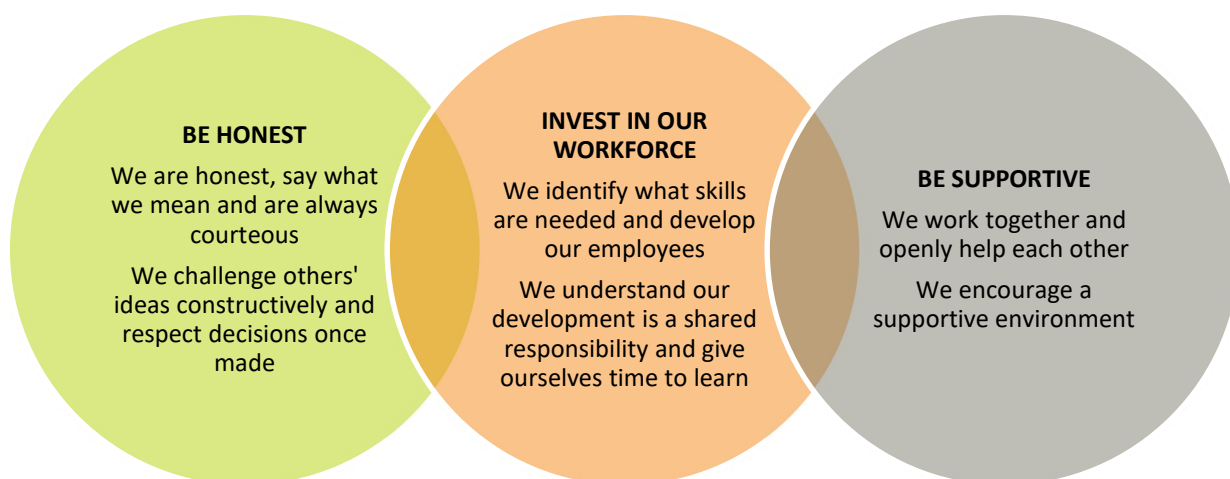 BE HONEST
We are honest, say what
we mean and are always
courteous
We challenge others'
ideas constructively and
respect decisions once
made
INVEST IN OUR
WORKFORCE
We identify what skills
are needed and develop
our employees
We understand our
development is a shared
responsibility and give
ourselves time to learn
BE SUPPORTIVE
We work together and
openly help each other
We encourage a
supportive environment